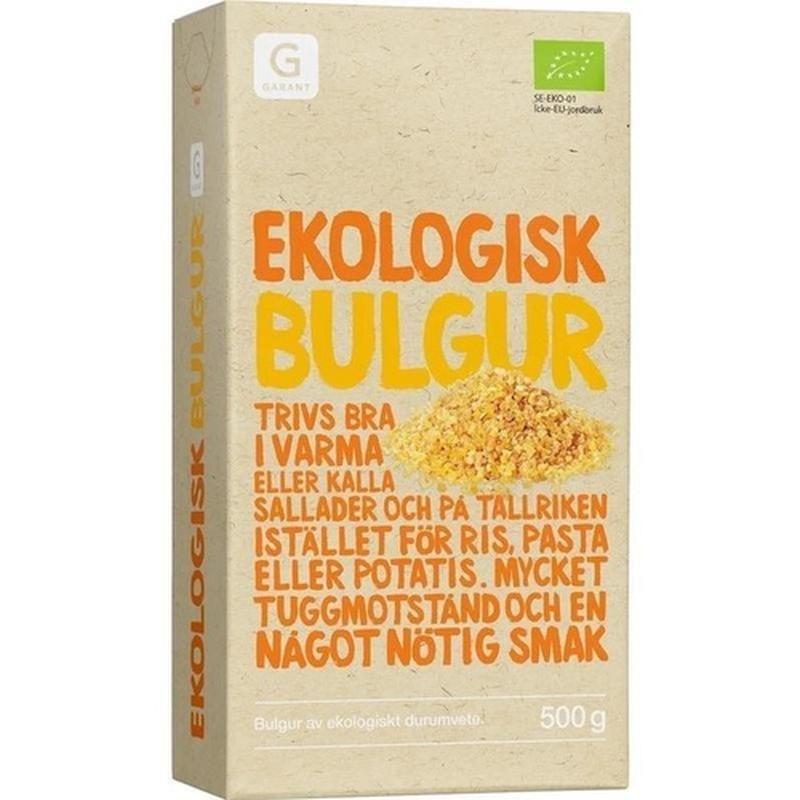 G
GARANT
SE-EKO-01
Icke-EU-jordbruk
EKOLOGISK
BULGUR
TRIVS BRA
I VARMA
ELLER KALLA
SALLADER OCH PÅ TALLRIKEN
ISTÄLLET FÖR RIS, PASTA
ELLER POTATIS. MYCKET
TUGGMOTSTÅND OCH EN
NÅGOT NÖTIG SMAK
Bulgur av ekologiskt durumvete.
500 g
G
GARANT
EKOLOGISK BULGUR